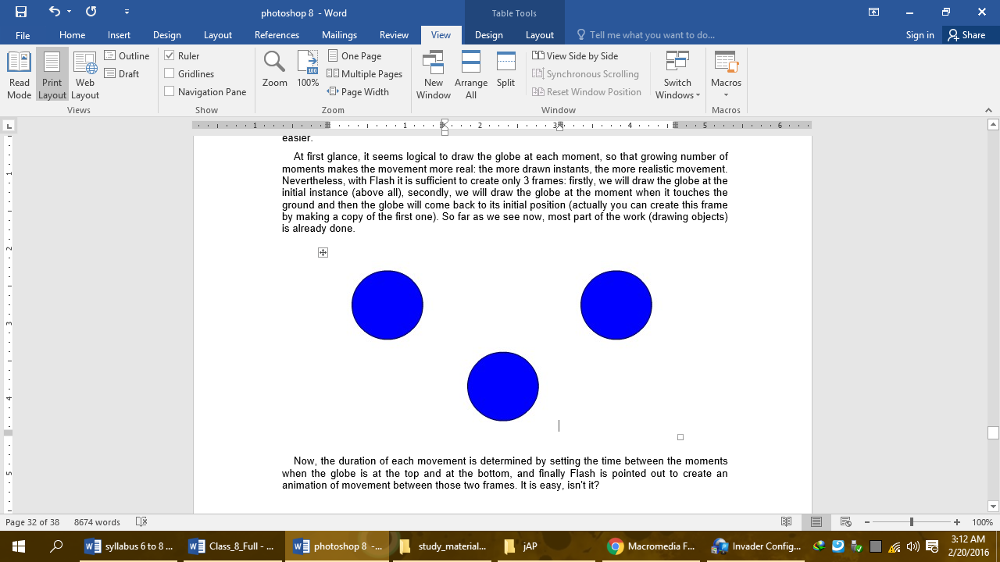 photoshop 8 - Word
Table Tools
File Home Insert Design Layout References Mailings Review View Design Layout Tell me what you want to do... Sign in Share
Read Mode
Print Layout
Web Layout
Outline
Draft
Views
Ruler
Gridlines
Navigation Pane
Show
Zoom
100
100%
One Page
Multiple Pages
Page Width
Zoom
New Window
Arrange All
Split
View Side by Side
Synchronous Scrolling
Reset Window Position
Window
Switch Windows
Macros
Macros
1 1 2 3 4 5 6
easier.
At first glance, it seems logical to draw the globe at each moment, so that growing number of
moments makes the movement more real: the more drawn instants, the more realistic movement.
Nevertheless, with Flash it is sufficient to create only 3 frames: firstly, we will draw the globe at the
initial instance (above all), secondly, we will draw the globe at the moment when it touches the
ground and then the globe will come back to its initial position (actually you can create this frame
by making a copy of the first one). So far as we see now, most part of the work (drawing objects)
is already done.
1
2
3
4
5
Now, the duration of each movement is determined by setting the time between the moments
when the globe is at the top and at the bottom, and finally Flash is pointed out to create an
animation of movement between those two frames. It is easy, isn't it?
Page 32 of 38 8674 words 100%
syllabus 6 to 8 ... Class_8_Full - ... photoshop 8 -... study_material... jAP Macromedia F... Invader Config...
3:12 AM
2/20/2016